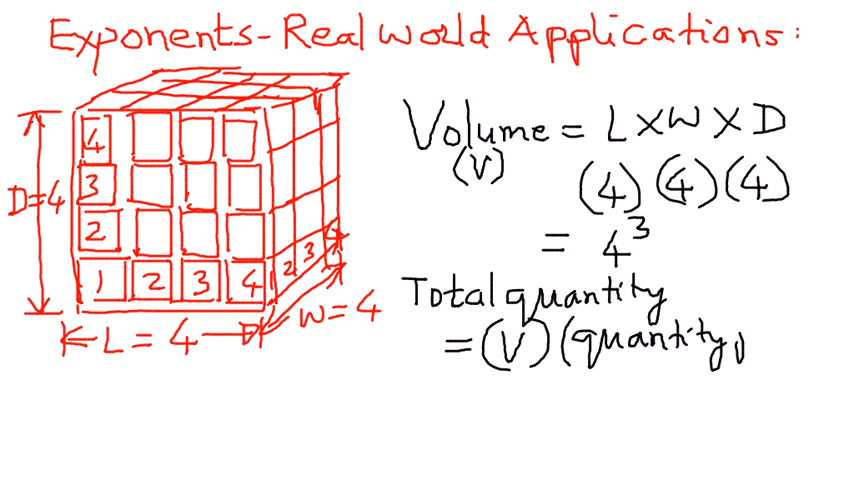 Exponents - Real World Applications:
4
3
2
1 2 3 4 2 3 4
D=4
L = 4
W = 4
Volume = L X W X D
(V)
(4) (4) (4)
= 4³
Total quantity
= (V) (quantity